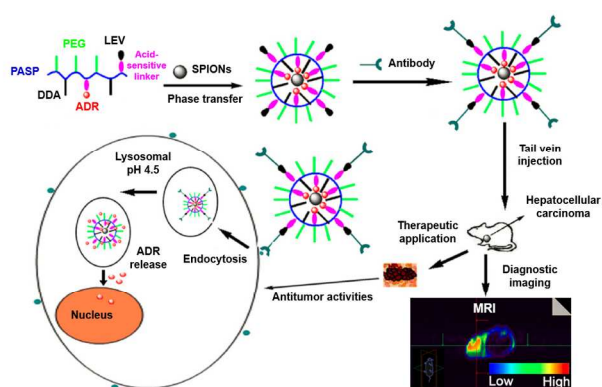 PEG
LEV
Acid-
sensitive
linker
PASP
DDA
ADR
SPIONs
Phase transfer
Antibody
Tail vein
injection
Hepatocellular
carcinoma
Therapeutic
application
Diagnostic
imaging
MRI
Low
High
Antitumor activities
Lysosomal
pH 4.5
Endocytosis
ADR
release
Nucleus